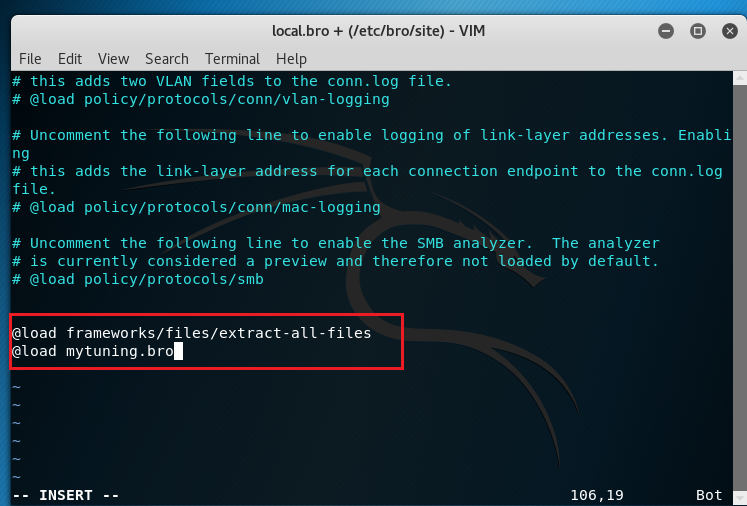 local.bro + (/etc/bro/site) - VIM
File Edit View Search Terminal Help
# this adds two VLAN fields to the conn.log file.
# @load policy/protocols/conn/vlan-logging
# Uncomment the following line to enable logging of link-layer addresses. Enabli
ng
# this adds the link-layer address for each connection endpoint to the conn.log
file.
# @load policy/protocols/conn/mac-logging
# Uncomment the following line to enable the SMB analyzer.  The analyzer
# is currently considered a preview and therefore not loaded by default.
# @load policy/protocols/smb
@load frameworks/files/extract-all-files
@load mytuning.bro
~
~
~
~
~
~
-- INSERT -- 106,19 Bot